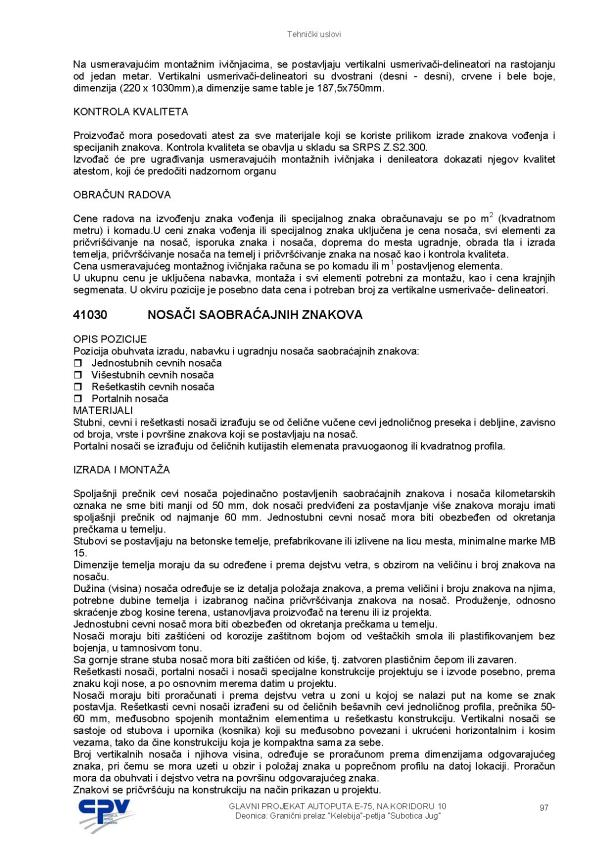 Tehnički uslovi
Na usmeravajućim montažnim ivičnjacima, se postavljaju vertikalni usmerivači-delineatori na rastojanju
od jedan metar. Vertikalni usmerivači-delineatori su dvostrani (desni - desni), crvene i bele boje,
dimenzija (220 x 1030mm),a dimenzije same table je 187,5x750mm.
KONTROLA KVALITETA
Proizvođač mora posedovati atest za sve materijale koji se koriste prilikom izrade znakova vođenja i
specijanih znakova. Kontrola kvaliteta se obavlja u skladu sa SRPS Z.S2.300.
Izvođač će pre ugrađivanja usmeravajućih montažnih ivičnjaka i denileatora dokazati njegov kvalitet
atestom, koji će predočiti nadzornom organu
OBRAČUN RADOVA
Cene radova na izvođenju znaka vođenja ili specijalnog znaka obračunavaju se po m2 (kvadratnom
metru) i komadu.U ceni znaka vođenja ili specijalnog znaka uključena je cena nosača, svi elementi za
pričvrišćivanje na nosač, isporuka znaka i nosača, doprema do mesta ugradnje, obrada tla i izrada
temelja, pričvršćivanje nosača na temelj i pričvršćivanje znaka na nosač kao i kontrola kvaliteta.
Cena usmeravajućeg montažnog ivičnjaka računa se po komadu ili m1 postavljenog elementa.
U ukupnu cenu je uključena nabavka, montaža i svi elementi potrebni za montažu, kao i cena krajnjih
segmenata. U okviru pozicije je posebno data cena i potreban broj za vertikalne usmerivače- delineatori.
41030 NOSAČI SAOBRAĆAJNIH ZNAKOVA
OPIS POZICIJE
Pozicija obuhvata izradu, nabavku i ugradnju nosača saobraćajnih znakova:
❒ Jednostubnih cevnih nosača
❒ Višestubnih cevnih nosača
❒ Rešetkastih cevnih nosača
❒ Portalnih nosača
MATERIJALI
Stubni, cevni i rešetkasti nosači izrađuju se od čelične vučene cevi jednoličnog preseka i debljine, zavisno
od broja, vrste i površine znakova koji se postavljaju na nosač.
Portalni nosači se izrađuju od čeličnih kutijastih elemenata pravuogaonog ili kvadratnog profila.
IZRADA I MONTAŽA
Spoljašnji prečnik cevi nosača pojedinačno postavljenih saobraćajnih znakova i nosača kilometarskih
oznaka ne sme biti manji od 50 mm, dok nosači predviđeni za postavljanje više znakova moraju imati
spoljašnji prečnik od najmanje 60 mm. Jednostubni cevni nosač mora biti obezbeđen od okretanja
prečkama u temelju.
Stubovi se postavljaju na betonske temelje, prefabrikovane ili izlivene na licu mesta, minimalne marke MB
15.
Dimenzije temelja moraju da su određene i prema dejstvu vetra, s obzirom na veličinu i broj znakova na
nosaču.
Dužina (visina) nosača određuje se iz detalja položaja znakova, a prema veličini i broju znakova na njima,
potrebne dubine temelja i izabranog načina pričvršćivanja znakova na nosač. Produženje, odnosno
skraćenje zbog kosine terena, ustanovljava proizvođač na terenu ili iz projekta.
Jednostubni cevni nosač mora biti obezbeđen od okretanja prečkama u temelju.
Nosači moraju biti zaštićeni od korozije zaštitnom bojom od veštačkih smola ili plastifikovanjem bez
bojenja, u tamnosivom tonu.
Sa gornje strane stuba nosač mora biti zaštićen od kiše, tj. zatvoren plastičnim čepom ili zavaren.
Rešetkasti nosači, portalni nosači i nosači specijalne konstrukcije projektuju se i izvode posebno, prema
znaku koji nose, a po osnovnim merema datim u projektu.
Nosači moraju biti proračunati i prema dejstvu vetra u zoni u kojoj se nalazi put na kome se znak
postavlja. Rešetkasti cevni nosač izrađeni su od čeličnih bešavnih cevi jednoličnog profila, prečnika 50-
60 mm, međusobno spojenih montažnim elementima u rešetkastu konstrukciju. Vertikalni nosači se
sastoje od stubova i upornika (kosnika) koji su međusobno povezani i ukrućeni horizontalnim i kosim
vezama, tako da čine konstrukciju koja je kompaktna sama za sebe.
Broj vertikalnih nosača i njihova visina, određuje se proračunom prema dimenzijama odgovarajućeg
znaka, pri čemu se mora uzeti u obzir i položaj znaka u poprečnom profilu na datoj lokaciji. Proračun
mora da obuhvati i dejstvo vetra na površinu odgovarajućeg znaka.
Znakovi se pričvršćuju na konstrukciju na način prikazan u projektu.
CPV
GLAVNI PROJEKAT AUTOPUTA E-75, NA KORIDORU 10
Deonica: Granični prelaz "Kelebija"-petlja "Subotica Jug"
97